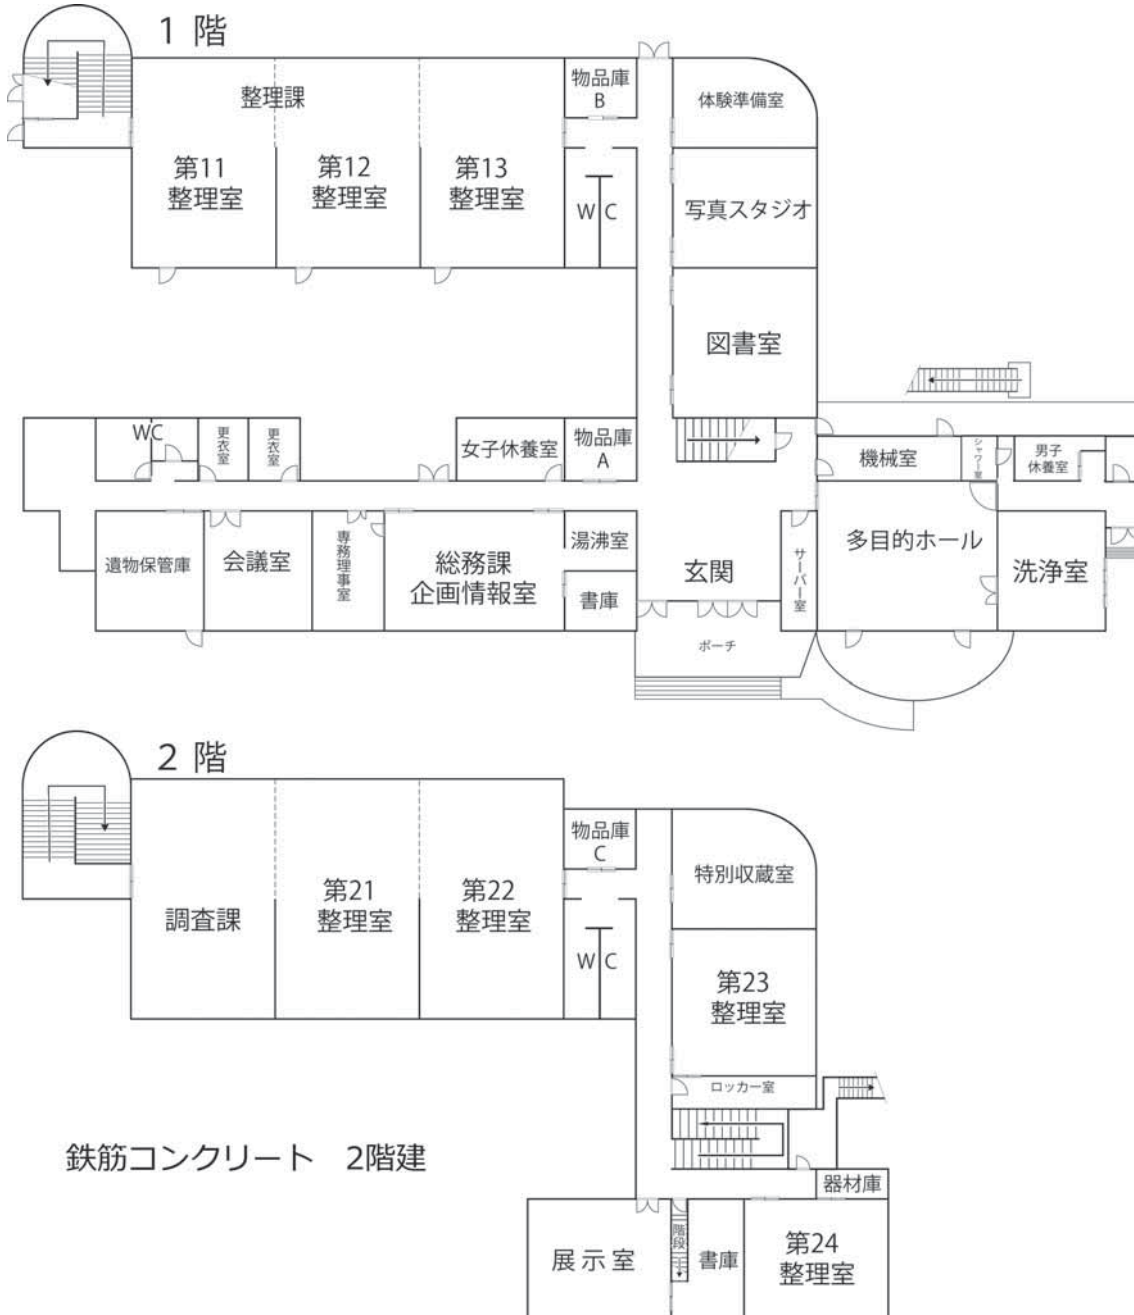 1 階
整理課
第11
整理室
第12
整理室
第13
整理室
物品庫
B
W C
体験準備室
写真スタジオ
図書室
WC
更衣室
更衣室
女子休養室
物品庫
A
機械室
シャワー室
男子
休養室
遺物保管庫
会議室
専務理事室
総務課
企画情報室
湯沸室
書庫
玄関
サーバー室
多目的ホール
洗浄室
ポーチ
2 階
調査課
第21
整理室
第22
整理室
物品庫
C
W C
特別収蔵室
第23
整理室
ロッカー室
鉄筋コンクリート 2階建
器材庫
展示室
階段
書庫
第24
整理室